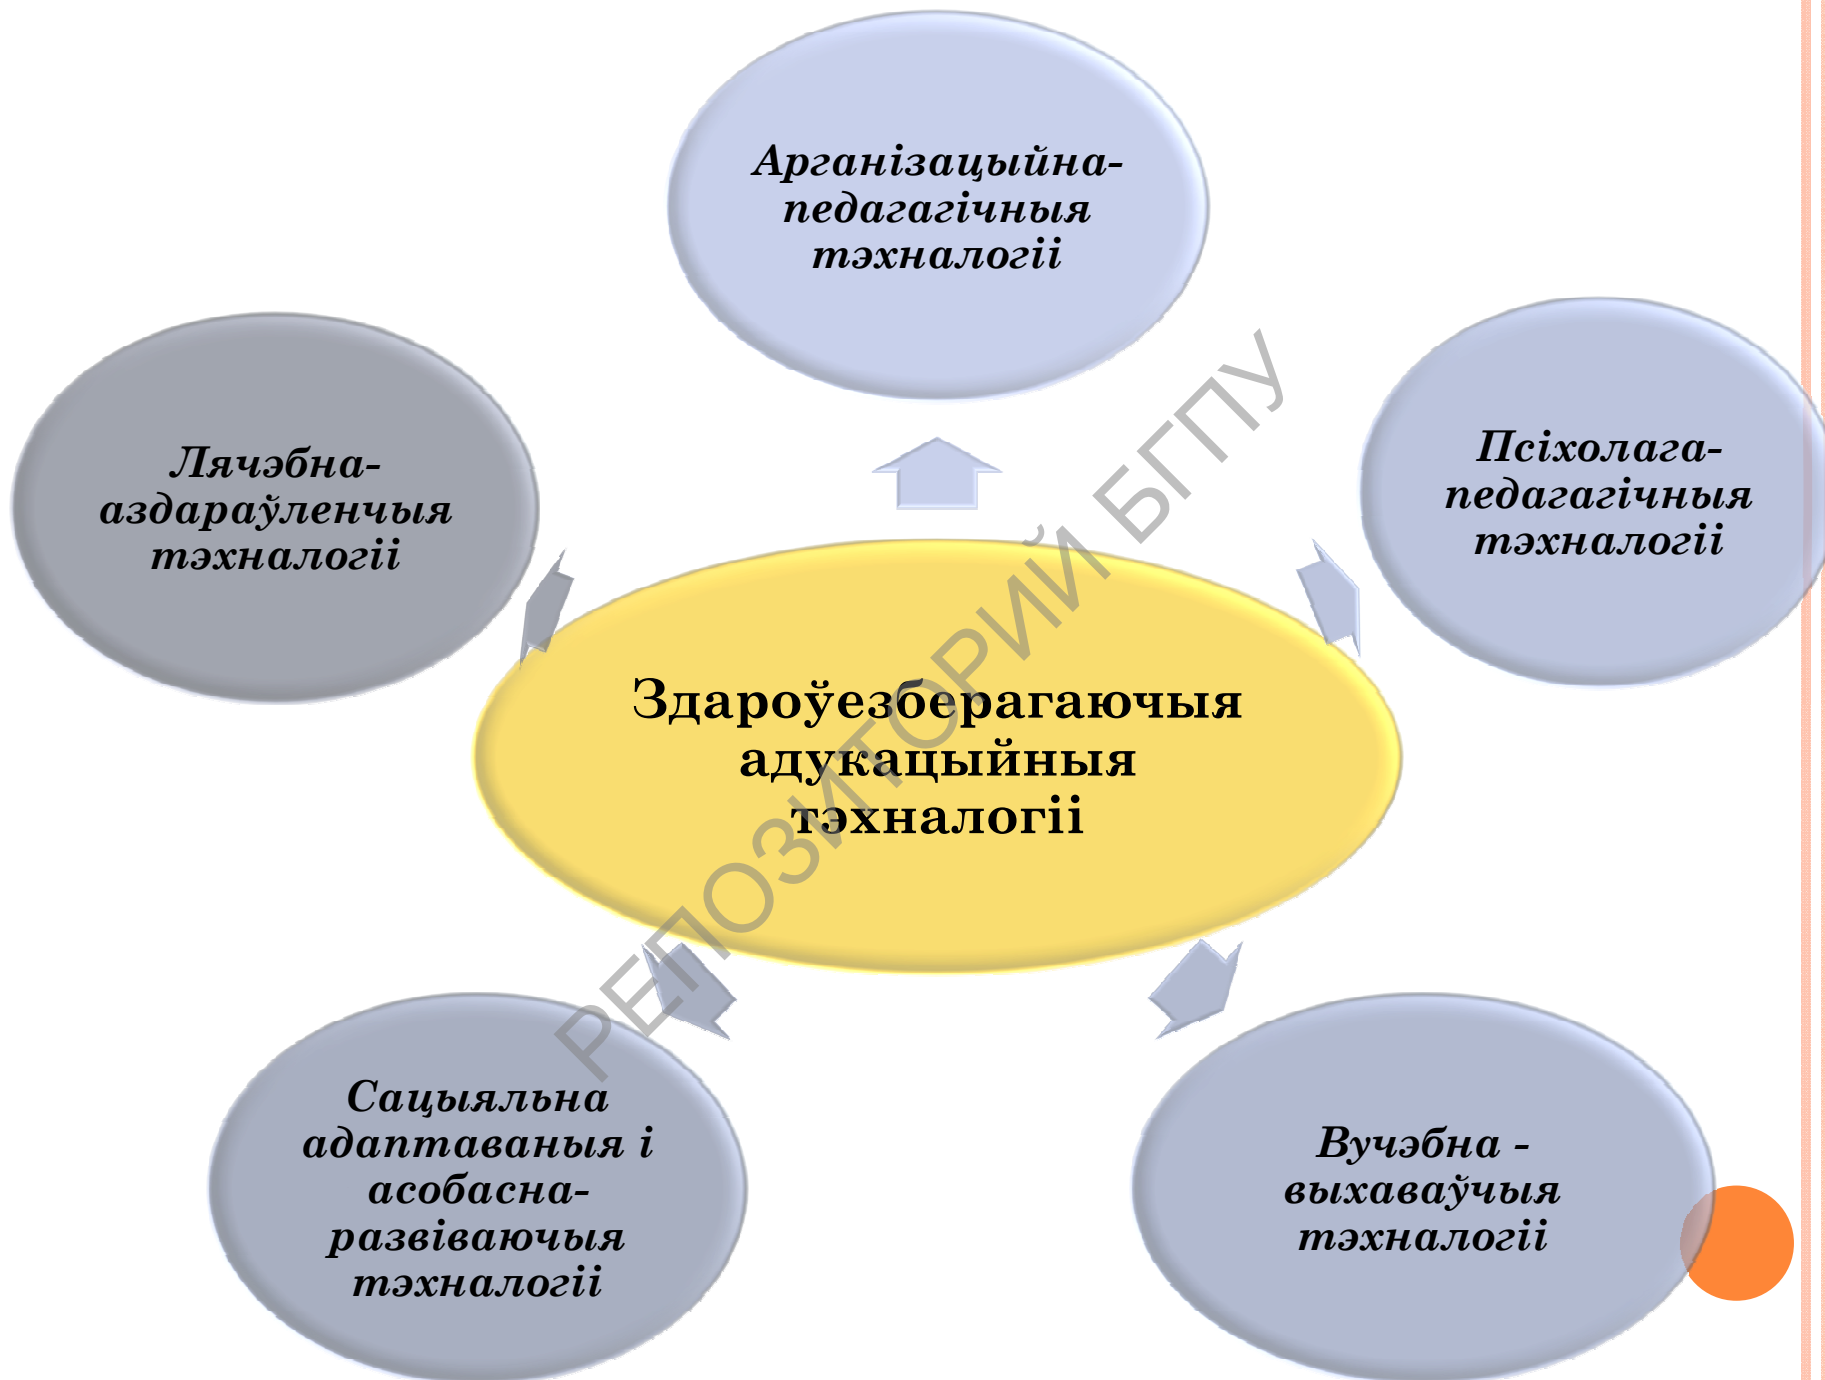 Арганізацыйна-
педагагічныя
тэхналогіі
Лячэбна-
аздараўленчыя
тэхналогіі
Псіхолага-
педагагічныя
тэхналогіі
Здароўезберагаючыя
адукацыйныя
тэхналогіі
Сацыяльна
адаптаваныя і
асобасна-
развіваючыя
тэхналогіі
Вучэбна -
выхаваўчыя
тэхналогіі
РЕПОЗИТОРИЙ БГПУ